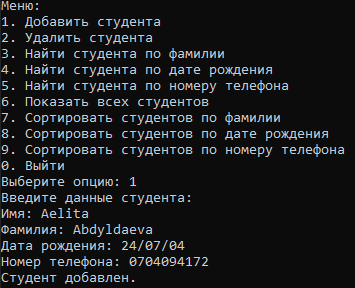 Меню:
1. Добавить студента
2. Удалить студента
3. Найти студента по фамилии
4. Найти студента по дате рождения
5. Найти студента по номеру телефона
6. Показать всех студентов
7. Сортировать студентов по фамилии
8. Сортировать студентов по дате рождения
9. Сортировать студентов по номеру телефона
0. Выйти
Выберите опцию: 1
Введите данные студента:
Имя: Aelita
Фамилия: Abdyldaeva
Дата рождения: 24/07/04
Номер телефона: 0704094172
Студент добавлен.